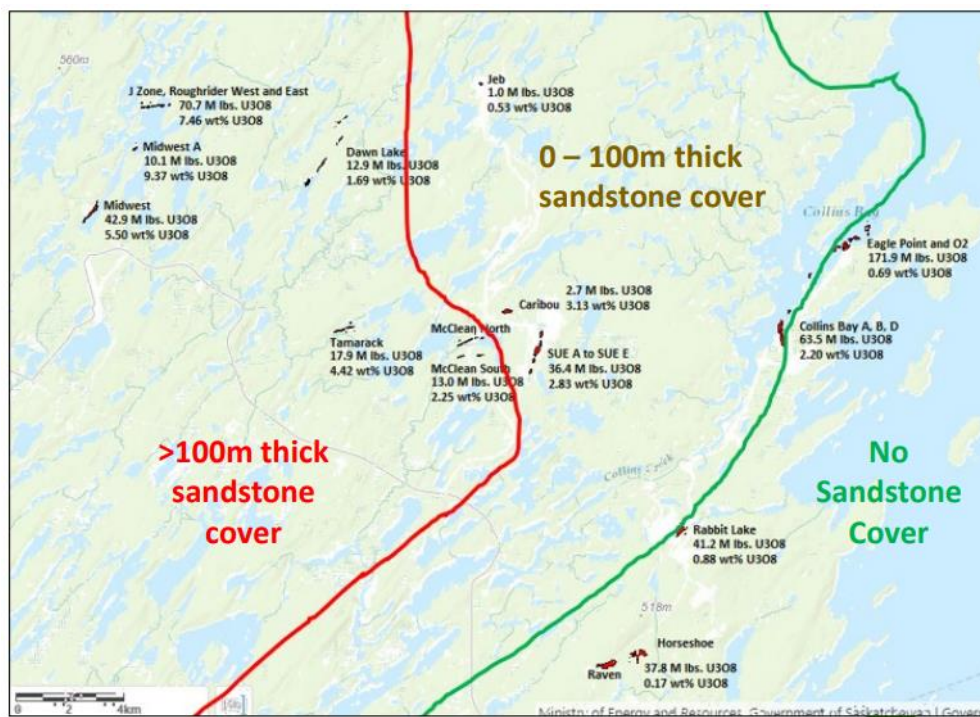 560m
J Zone, Roughrider West and East
70.7 M lbs. U3O8
7.46 wt% U3O8
Midwest A
10.1 M lbs. U3O8
9.37 wt% U3O8
Midwest
42.9 M lbs. U3O8
5.50 wt% U3O8
Dawn Lake
12.9 M lbs. U3O8
1.69 wt% U3O8
Jeb
1.0 M lbs. U3O8
0.53 wt% U3O8
0 – 100m thick
sandstone cover
Collins Bay
Eagle Point and O2
171.9 M lbs. U3O8
0.69 wt% U3O8
2.7 M lbs. U3O8
Caribou 3.13 wt% U3O8
Tamarack
17.9 M lbs. U3O8
4.42 wt% U3O8
McClean North
McClean South
13.0 M lbs. U3O8
2.25 wt% U3O8
SUE A to SUE E
36.4 M lbs. U3O8
2.83 wt% U3O8
Collins Bay A, B, D
63.5 M lbs. U3O8
2.20 wt% U3O8
>100m thick
sandstone
cover
Collins Creek
No
Sandstone
Cover
Rabbit Lake
41.2 M lbs. U3O8
0.88 wt% U3O8
518m
Horseshoe
37.8 M lbs. U3O8
0.17 wt% U3O8
Raven
0 2 4km
Ministry of Energy and Resources, Government of Saskatchewan | Gover